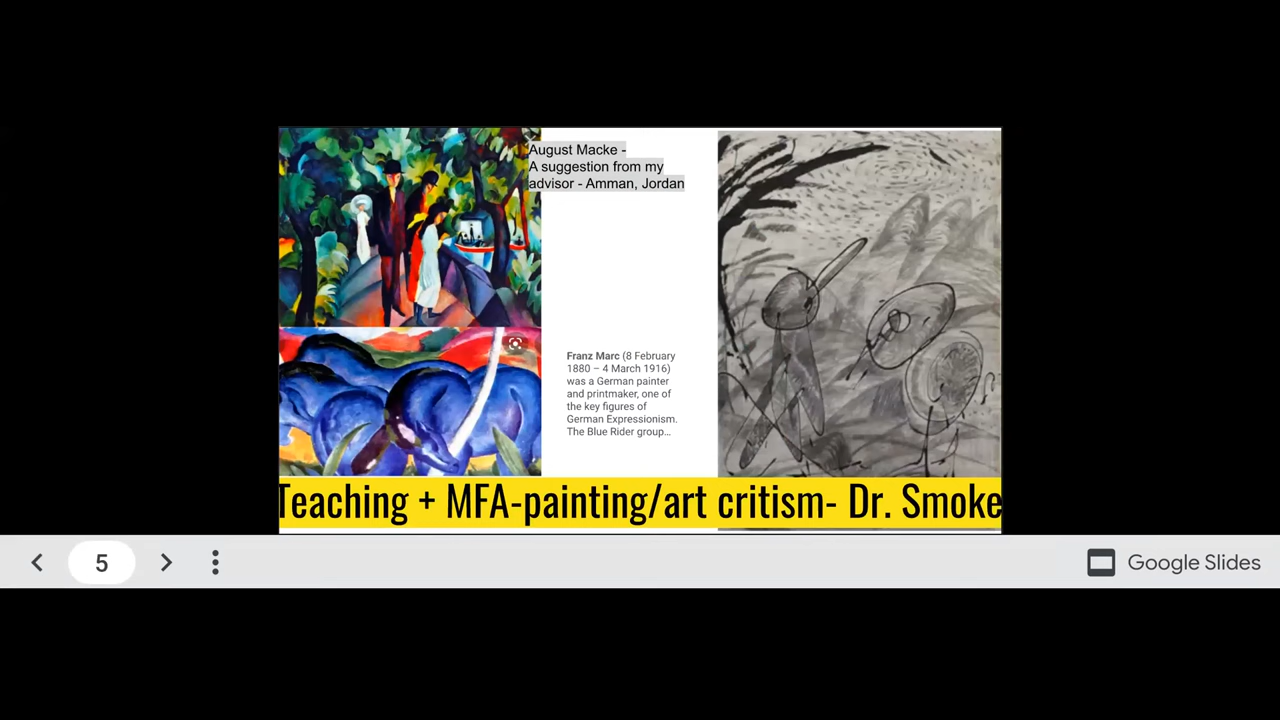 August Macke -
A suggestion from my
advisor - Amman, Jordan
Franz Marc (8 February
1880 – 4 March 1916)
was a German painter
and printmaker, one of
the key figures of
German Expressionism.
The Blue Rider group...
Teaching + MFA-painting/art critism- Dr. Smoke
5
Google Slides